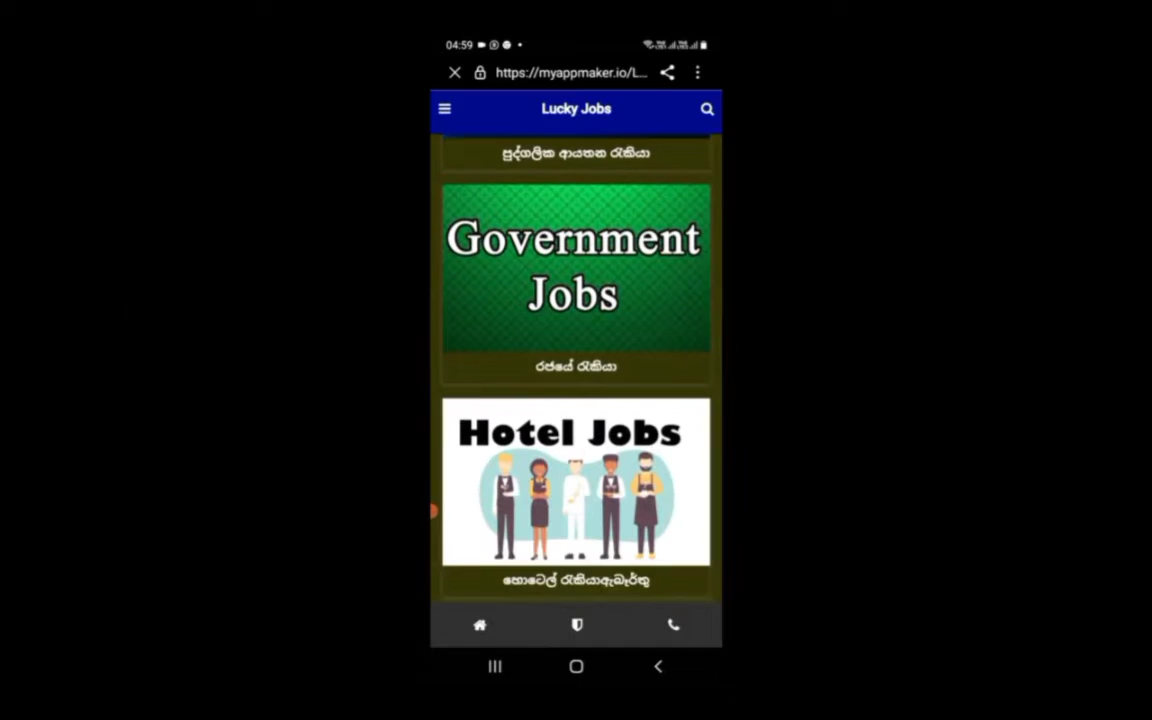 04:59
https://myappmaker.io/L...
Lucky Jobs
පුද්ගලික ආයතන රැකියා
Government
Jobs
රජයේ රැකියා
Hotel Jobs
හොටෙල් රැකියාඇබෑර්තු